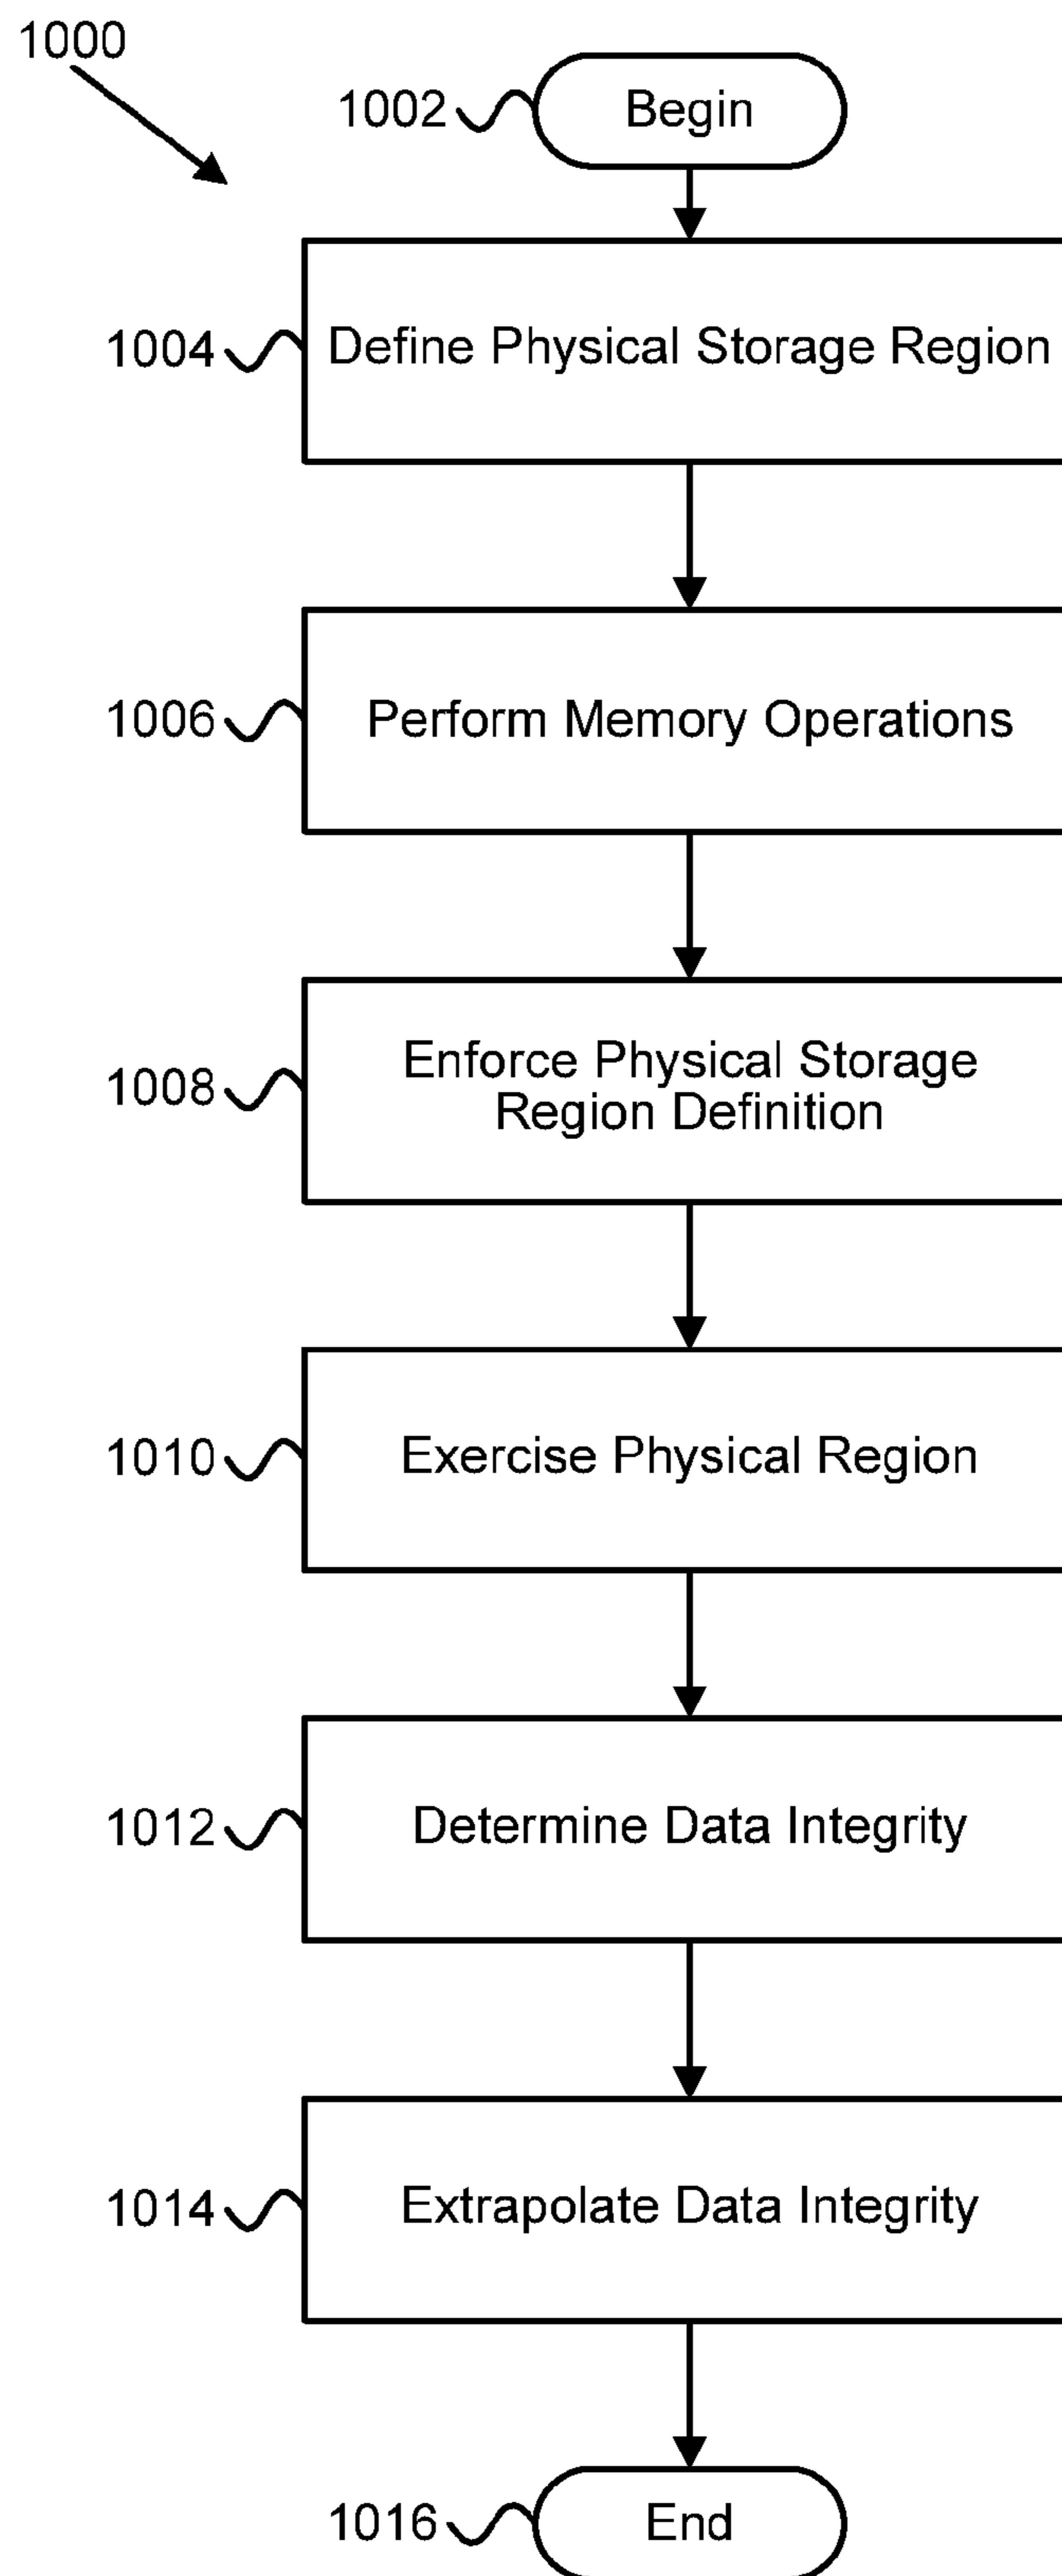 1000
1002
Begin
1004
Define Physical Storage Region
1006
Perform Memory Operations
1008
Enforce Physical Storage
Region Definition
1010
Exercise Physical Region
1012
Determine Data Integrity
1014
Extrapolate Data Integrity
1016
End